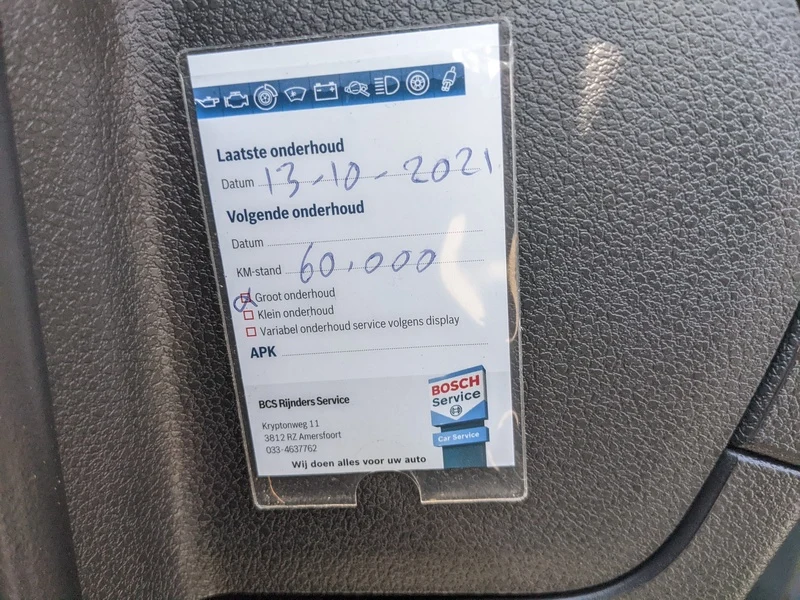 Laatste onderhoud
Datum 13-10-2021
Volgende onderhoud
Datum
KM-stand 60.000
Groot onderhoud
Klein onderhoud
Variabel onderhoud service volgens display
APK
BCS Rijnders Service
Kryptonweg 11
3812 RZ Amersfoort
033-4637762
Wij doen alles voor uw auto
BOSCH
Service
Car Service